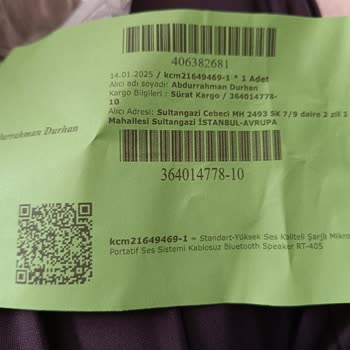 406382681
14.01.2025 / kcm21649469-1 * 1 Adet
Alıcı adı soyadı: Abdurrahman Durhan
Kargo Bilgileri : Sürat Kargo / 364014778-
10
Alıcı Adresi: Sultangazi Cebeci MH 2493 SK 7/9 daire 2 zil 1
Mahallesi Sultangazi İSTANBUL-AVRUPA
durrahman Durhan
364014778-10
kcm21649469-1 = Standart-Yüksek Ses Kaliteli Şarjlı Mikro
Portatif Ses Sistemi Kablosuz Bluetooth Speaker RT-405